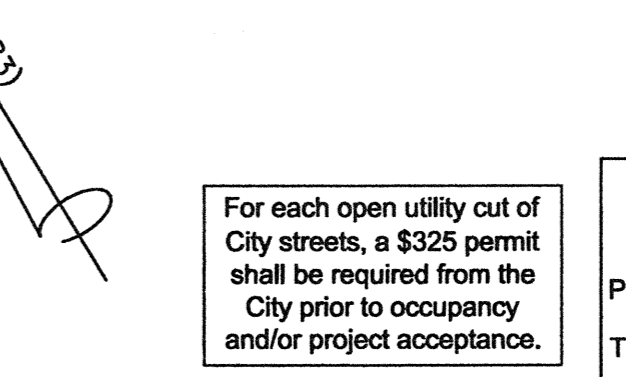 3)
For each open utility cut of
City streets, a $325 permit
shall be required from the
City prior to occupancy
and/or project acceptance.
P
T